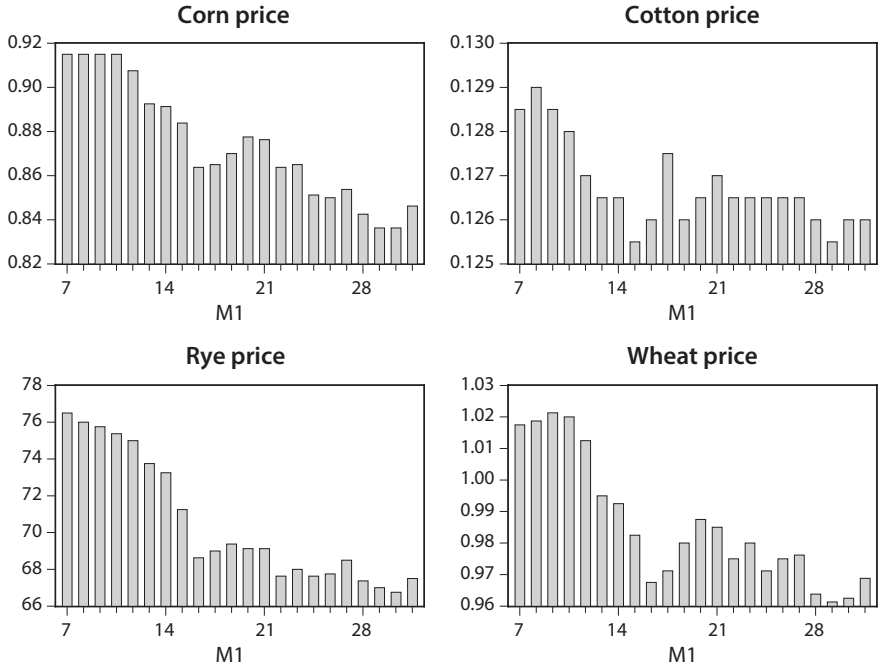 Corn price
0.92
0.90
0.88
0.86
0.84
0.82
7 14 21 28
M1
Cotton price
0.130
0.129
0.128
0.127
0.126
0.125
7 14 21 28
M1
Rye price
78
76
74
72
70
68
66
7 14 21 28
M1
Wheat price
1.03
1.02
1.01
1.00
0.99
0.98
0.97
0.96
7 14 21 28
M1